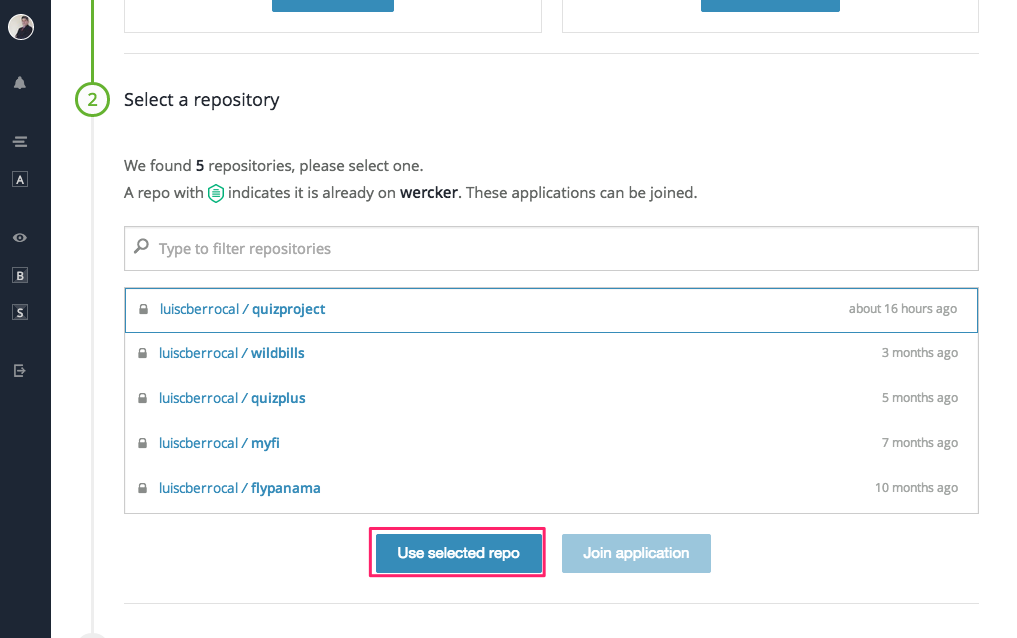 2 Select a repository
We found 5 repositories, please select one.
A repo with indicates it is already on wercker. These applications can be joined.
A
Type to filter repositories
B
luiscberrocal / quizproject about 16 hours ago
S
luiscberrocal / wildbills 3 months ago
luiscberrocal / quizplus 5 months ago
luiscberrocal / myfi 7 months ago
luiscberrocal / flypanama 10 months ago
Use selected repo Join application